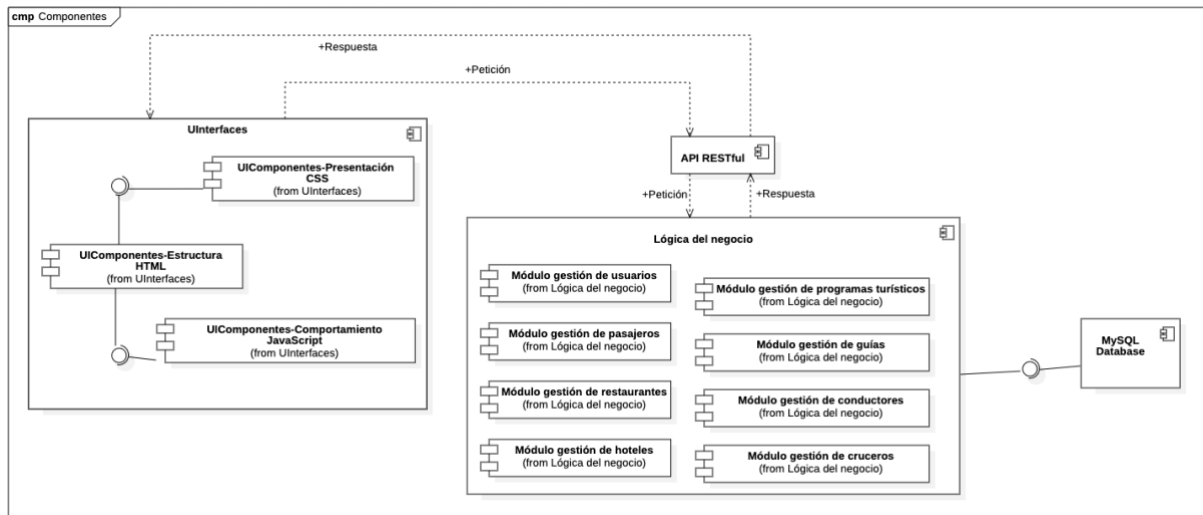 cmp Componentes
+Respuesta
+Petición
UInterfaces
UIComponentes-Presentación
CSS
(from UInterfaces)
UIComponentes-Estructura
HTML
(from UInterfaces)
UIComponentes-Comportamiento
JavaScript
(from UInterfaces)
API RESTful
+Petición
+Respuesta
Lógica del negocio
Módulo gestión de usuarios
(from Lógica del negocio)
Módulo gestión de pasajeros
(from Lógica del negocio)
Módulo gestión de restaurantes
(from Lógica del negocio)
Módulo gestión de hoteles
(from Lógica del negocio)
Módulo gestión de programas turísticos
(from Lógica del negocio)
Módulo gestión de guías
(from Lógica del negocio)
Módulo gestión de conductores
(from Lógica del negocio)
Módulo gestión de cruceros
(from Lógica del negocio)
MySQL
Database